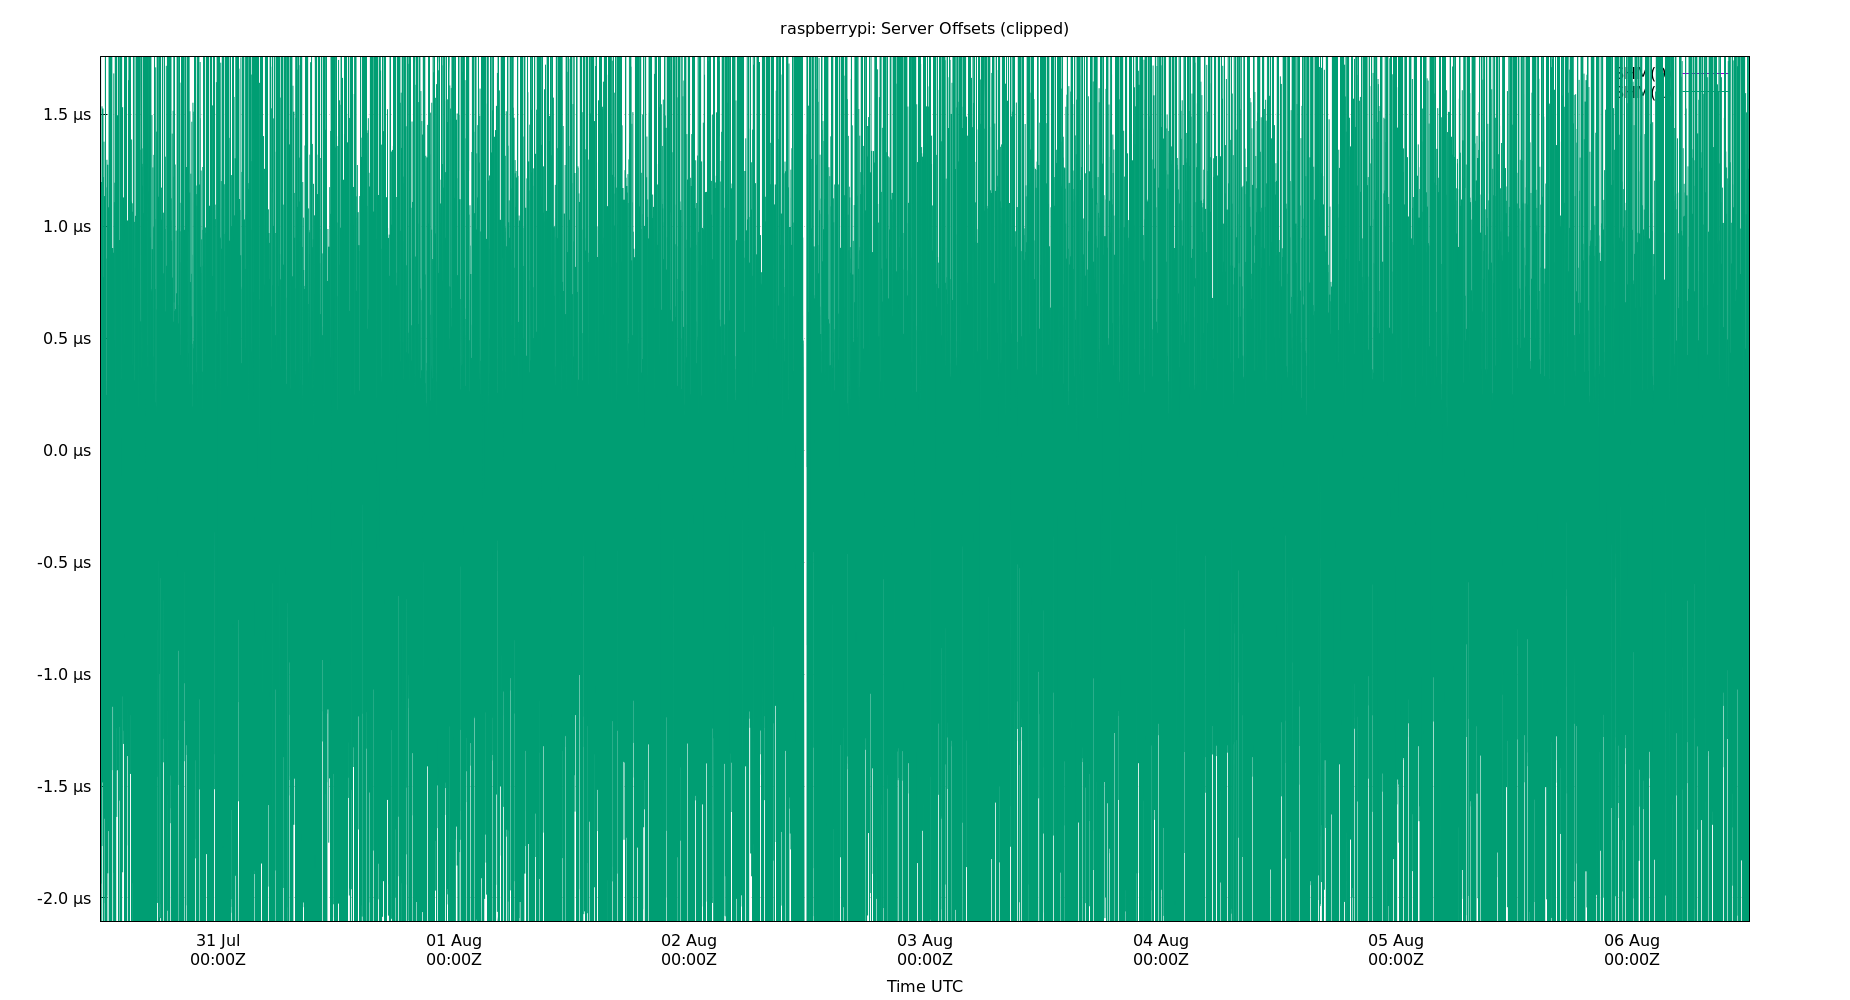 raspberrypi: Server Offsets (clipped)
1.5 µs
1.0 µs
0.5 µs
0.0 µs
-0.5 µs
-1.0 µs
-1.5 µs
-2.0 µs
31 Jul 01 Aug 02 Aug 03 Aug 04 Aug 05 Aug 06 Aug
00:00Z 00:00Z 00:00Z 00:00Z 00:00Z 00:00Z 00:00Z
Time UTC